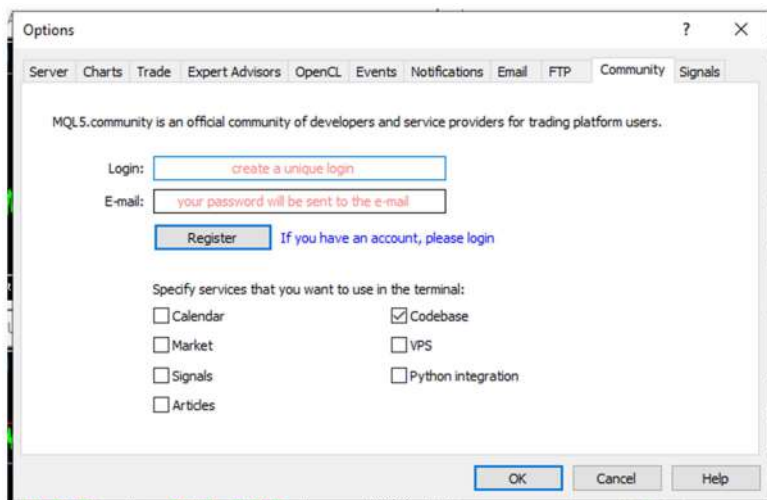 Options
?
Server Charts Trade Expert Advisors OpenCL Events Notifications Email FTP Community Signals
MQL5.community is an official community of developers and service providers for trading platform users.
Login: create a unique login
E-mail: your password will be sent to the e-mail
Register If you have an account, please login
Specify services that you want to use in the terminal:
Calendar Codebase
Market VPS
Signals Python integration
Articles
OK Cancel Help